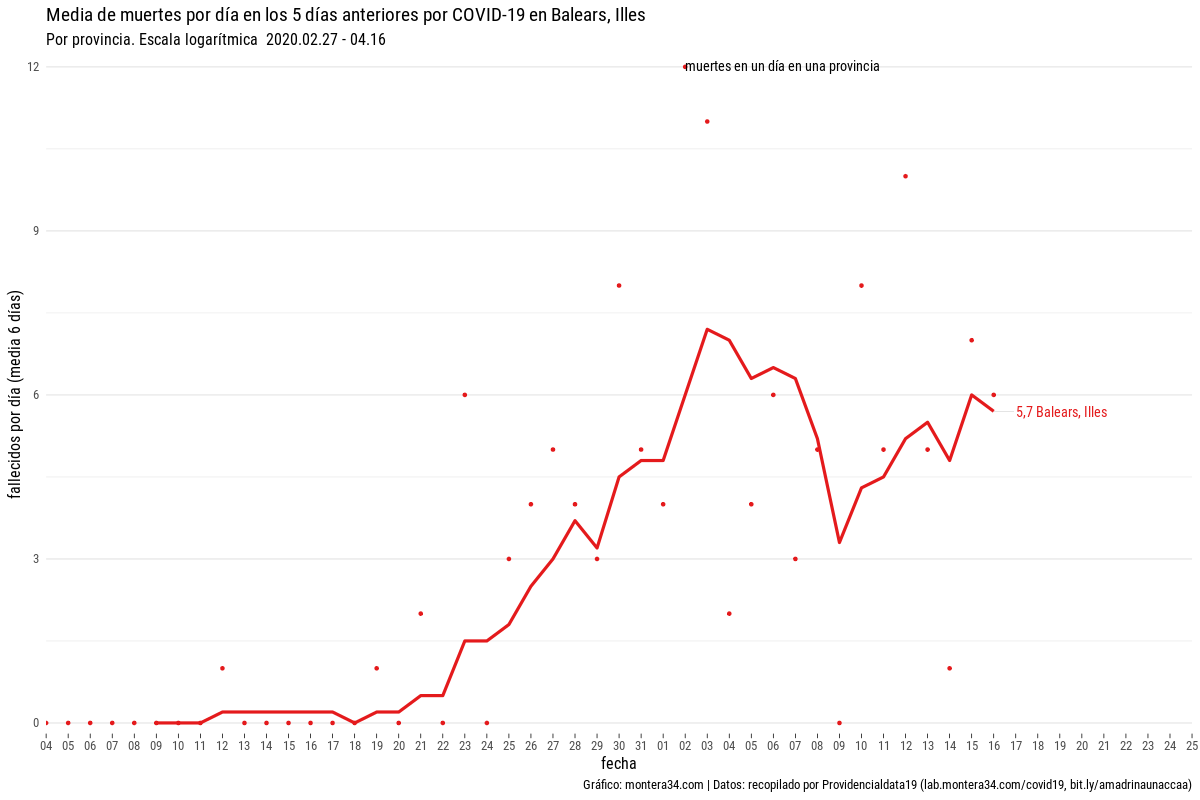 Media de muertes por día en los 5 días anteriores por COVID-19 en Balears, Illes
Por provincia. Escala logarítmica  2020.02.27 - 04.16
12
muertes en un día en una provincia
9
6
5,7 Balears, Illes
3
0
fallecidos por día (media 6 días)
04 05 06 07 08 09 10 11 12 13 14 15 16 17 18 19 20 21 22 23 24 25 26 27 28 29 30 31 01 02 03 04 05 06 07 08 09 10 11 12 13 14 15 16 17 18 19 20 21 22 23 24 25
fecha
Gráfico: montera34.com | Datos: recopilado por Providencialdata19 (lab.montera34.com/covid19, bit.ly/amadrinaunaccaa)